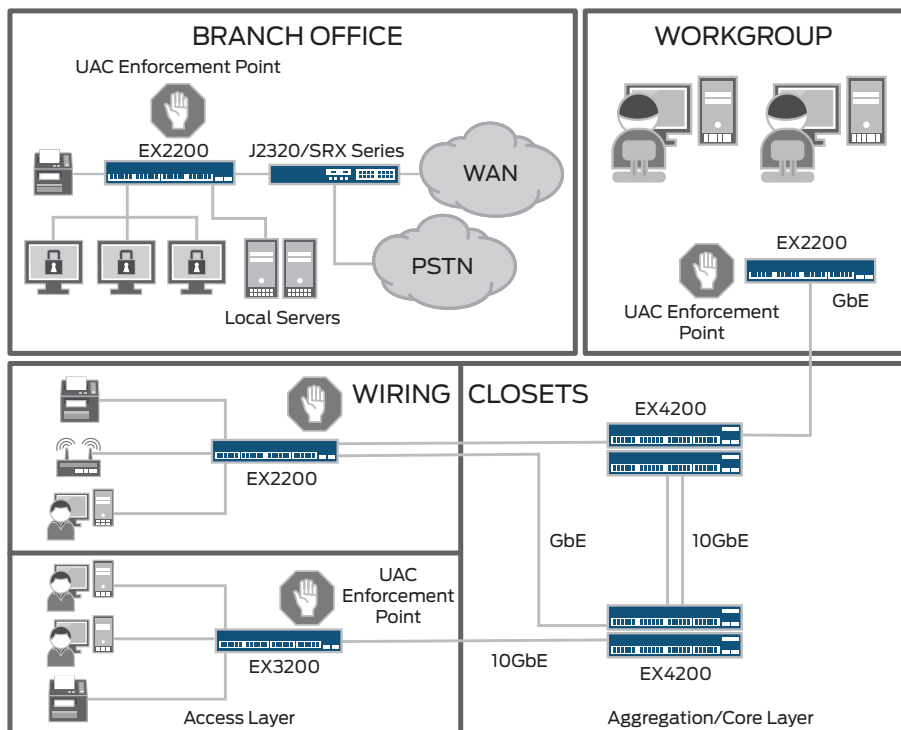 BRANCH OFFICE
UAC Enforcement Point
EX2200
J2320/SRX Series
WAN
PSTN
Local Servers
WORKGROUP
EX2200
GbE
UAC Enforcement
Point
WIRING CLOSETS
EX2200
EX4200
GbE
10GbE
UAC
Enforcement
Point
EX3200
10GbE
EX4200
Access Layer
Aggregation/Core Layer